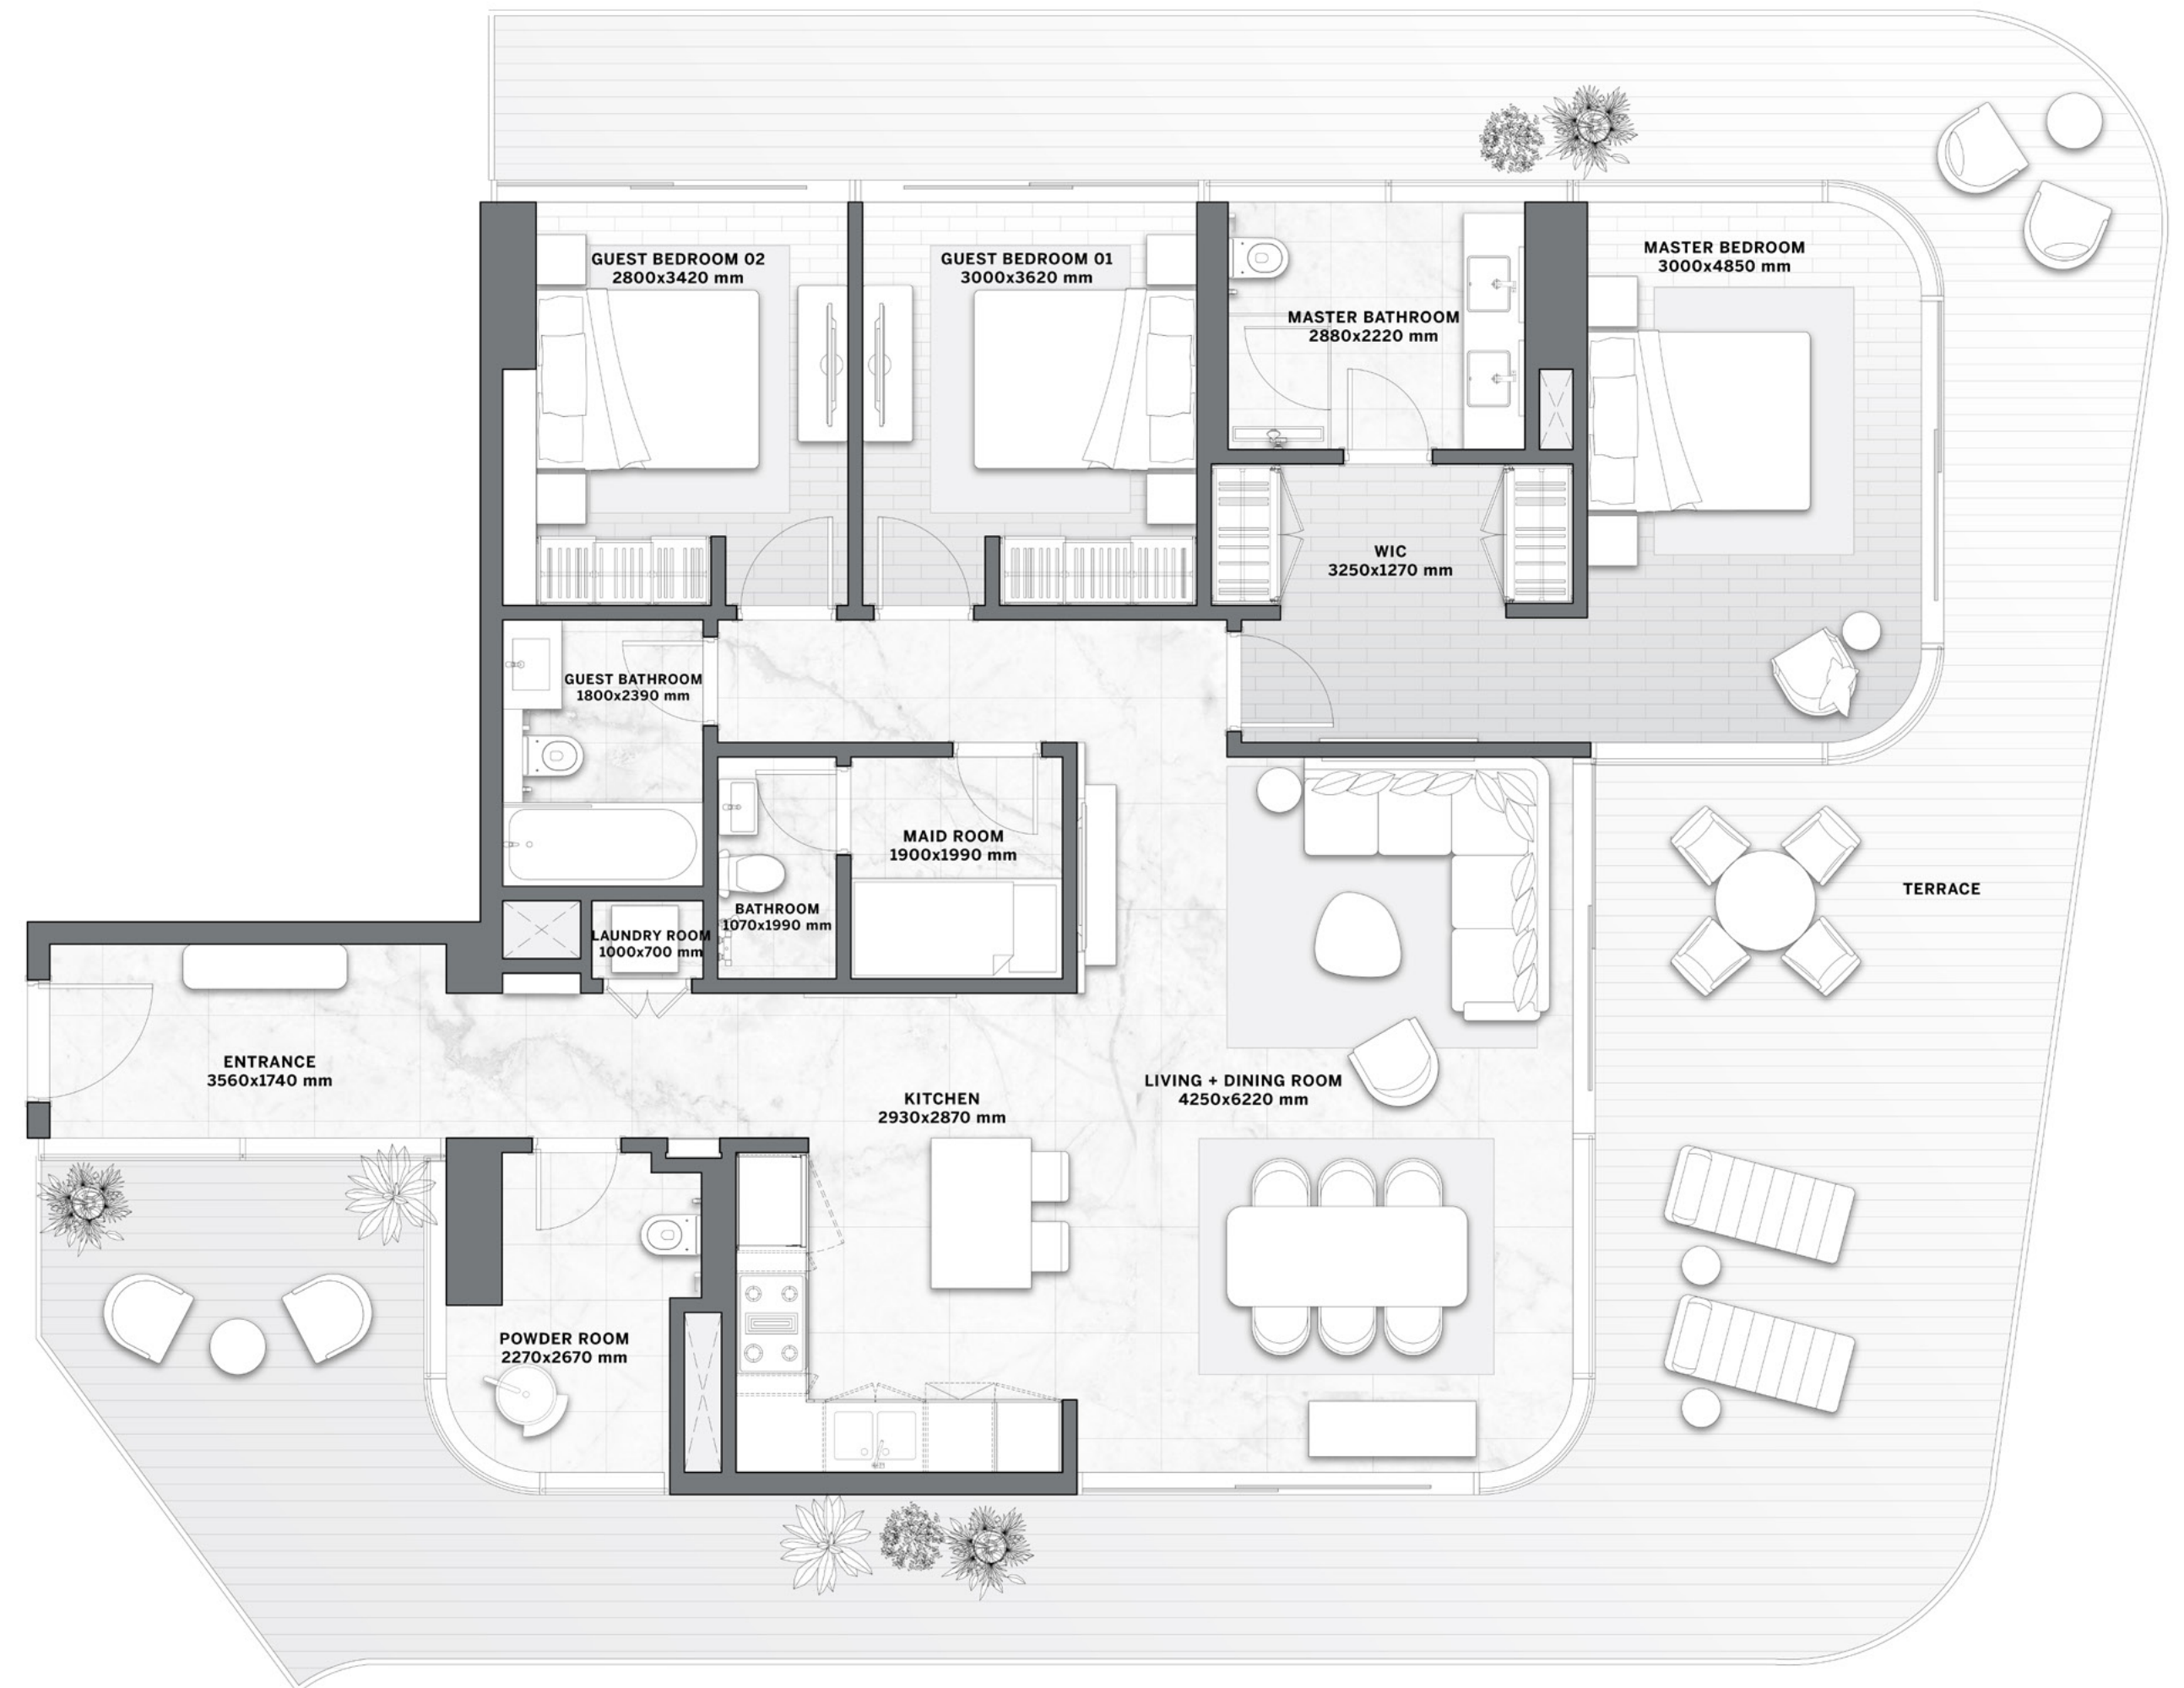 GUEST BEDROOM 02
2800x3420 mm
GUEST BEDROOM 01
3000x3620 mm
MASTER BATHROOM
2880x2220 mm
MASTER BEDROOM
3000x4850 mm
WIC
3250x1270 mm
GUEST BATHROOM
1800x2390 mm
MAID ROOM
1900x1990 mm
BATHROOM
1070x1990 mm
LAUNDRY ROOM
1000x700 mm
TERRACE
ENTRANCE
3560x1740 mm
KITCHEN
2930x2870 mm
LIVING + DINING ROOM
4250x6220 mm
POWDER ROOM
2270x2670 mm